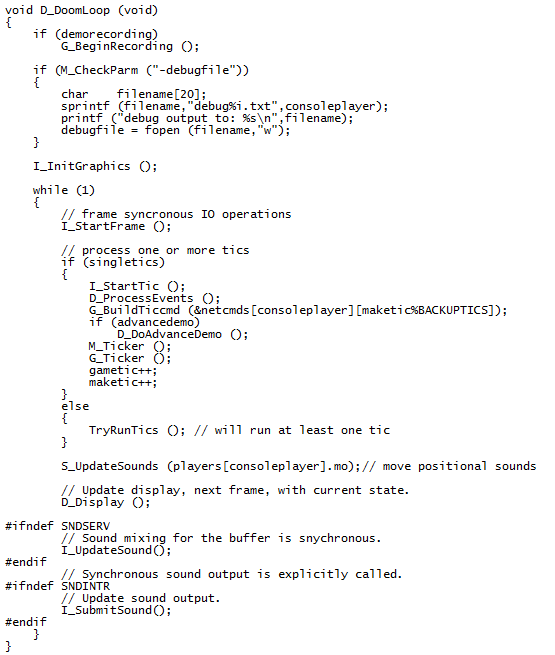 void D_DoomLoop (void)
{
    if (demorecording)
        G_BeginRecording ();

    if (M_CheckParm ("-debugfile"))
    {
        char    filename[20];
        sprintf (filename,"debug%i.txt",consoleplayer);
        printf ("debug output to: %s\n",filename);
        debugfile = fopen (filename,"w");
    }

    I_InitGraphics ();

    while (1)
    {
        // frame syncronous IO operations
        I_StartFrame ();

        // process one or more tics
        if (singletics)
        {
            I_StartTic ();
            D_ProcessEvents ();
            G_BuildTiccmd (&netcmds[consoleplayer][maketic%BACKUPTICS]);
            if (advancedemo)
                D_DoAdvanceDemo ();
            M_Ticker ();
            G_Ticker ();
            gametic++;
            maketic++;
        }
        else
        {
            TryRunTics (); // will run at least one tic
        }

        S_UpdateSounds (players[consoleplayer].mo);// move positional sounds

        // Update display, next frame, with current state.
        D_Display ();

#ifndef SNDSERV
        // Sound mixing for the buffer is snychronous.
        I_UpdateSound();
#endif
        // Synchronous sound output is explicitly called.
#ifndef SNDINTR
        // Update sound output.
        I_SubmitSound();
#endif
    }
}